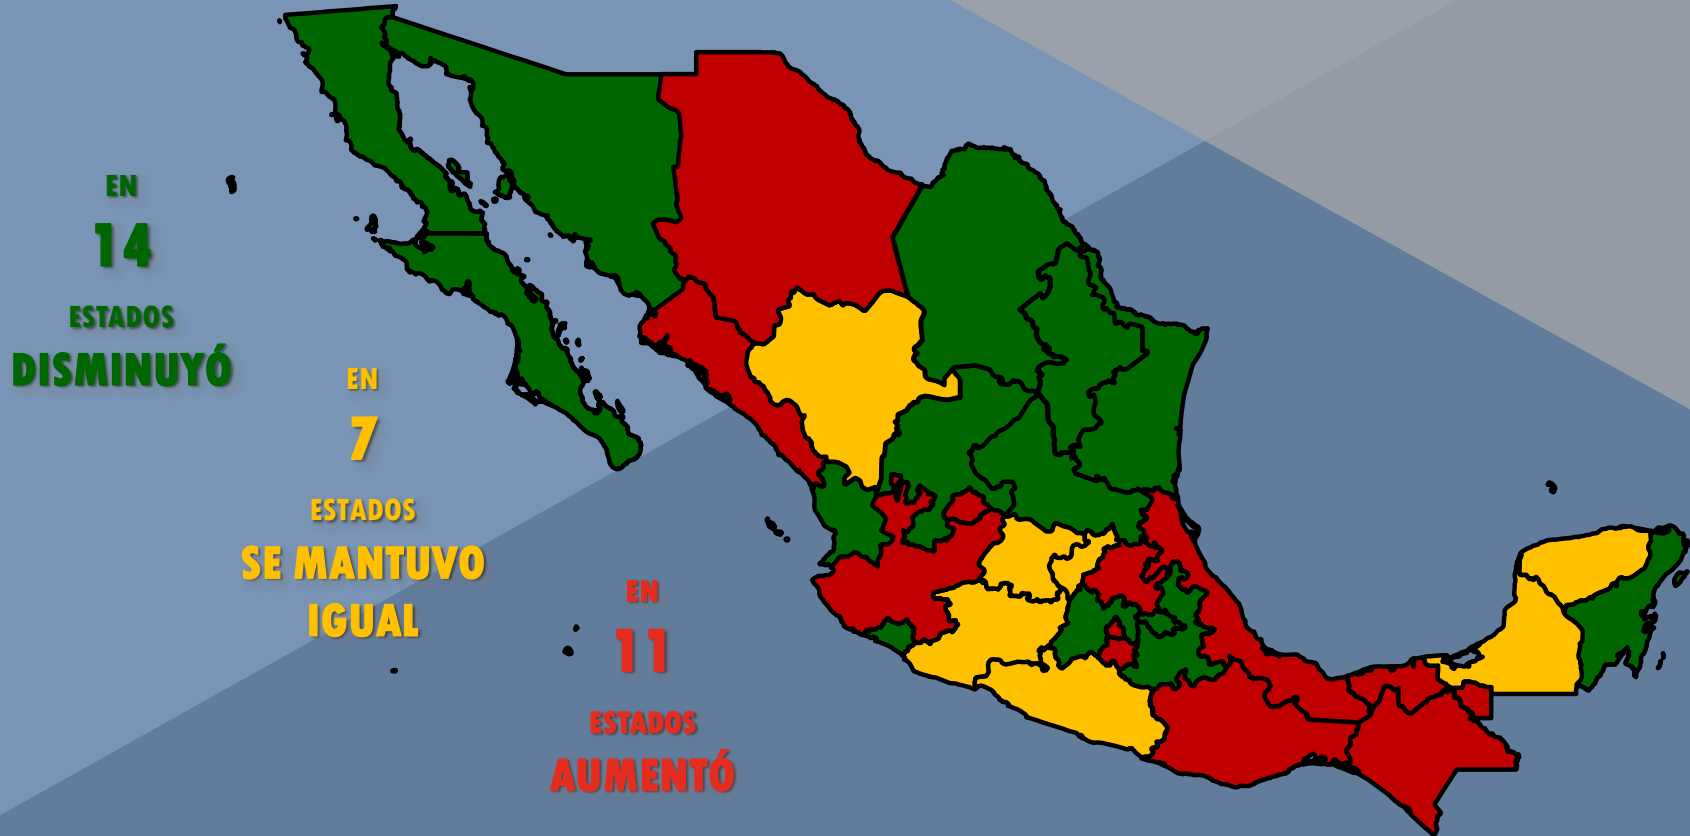 EN
14
ESTADOS
DISMINUYÓ
EN
7
ESTADOS
SE MANTUVO
IGUAL
EN
11
ESTADOS
AUMENTÓ